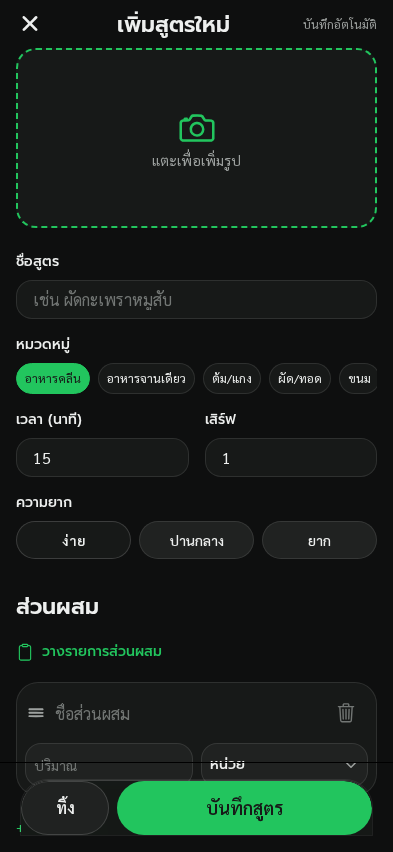 เพิ่มสูตรใหม่
บันทึกอัตโนมัติ
แตะเพื่อเพิ่มรูป
ชื่อสูตร
เช่น ผัดกะเพราหมูสับ
หมวดหมู่
อาหารคลีน อาหารจานเดียว ต้ม/แกง ผัด/ทอด ขนม
เวลา (นาที) เสิร์ฟ
15 1
ความยาก
ง่าย ปานกลาง ยาก
ส่วนผสม
วางรายการส่วนผสม
ชื่อส่วนผสม
ปริมาณ หน่วย
+
ทิ้ง บันทึกสูตร